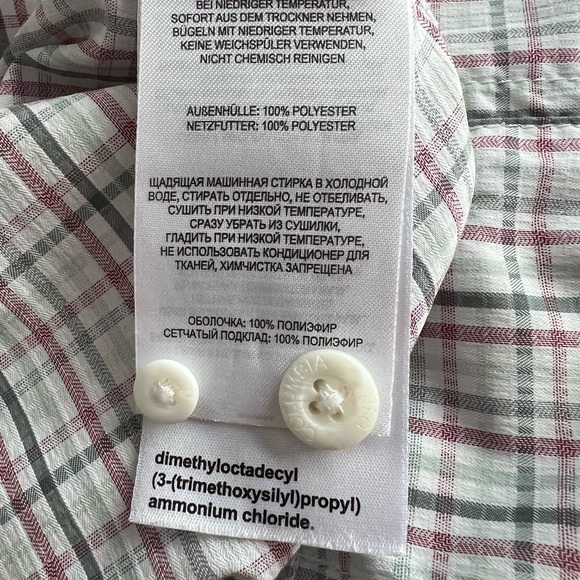 BEI NIEDRIGER TEMPERATUR,
SOFORT AUS DEM TROCKNER NEHMEN,
BÜGELN MIT NIEDRIGER TEMPERATUR,
KEINE WEICHSPÜLER VERWENDEN,
NICHT CHEMISCH REINIGEN
AUßENHÜLLE: 100% POLYESTER
NETZFUTTER: 100% POLYESTER
ЩАДЯЩАЯ МАШИННАЯ СТИРКА В ХОЛОДНОЙ
ВОДЕ, СТИРАТЬ ОТДЕЛЬНО, НЕ ОТБЕЛИВАТЬ,
СУШИТЬ ПРИ НИЗКОЙ ТЕМПЕРАТУРЕ,
СРАЗУ УБРАТЬ ИЗ СУШИЛКИ,
ГЛАДИТЬ ПРИ НИЗКОЙ ТЕМПЕРАТУРЕ,
НЕ ИСПОЛЬЗОВАТЬ КОНДИЦИОНЕР ДЛЯ
ТКАНЕЙ, ХИМЧИСТКА ЗАПРЕЩЕНА
ОБОЛОЧКА: 100% ПОЛИЭФИР
СЕТЧАТЫЙ ПОДКЛАД: 100% ПОЛИЭФИР
COLUMBIA
dimethyloctadecyl
(3-(trimethoxysilyl)propyl)
ammonium chloride.